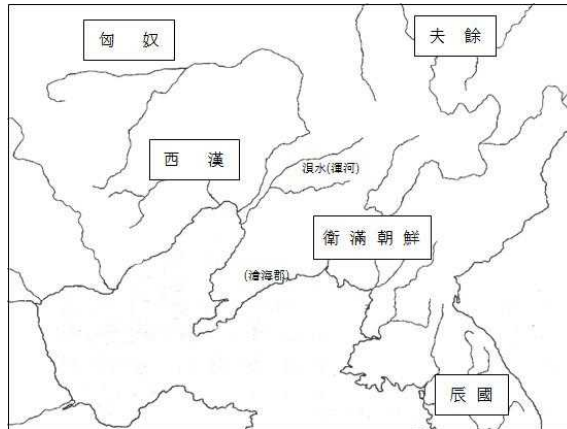 匈 奴
夫 餘
西 漢
浿水(渾河)
衛 滿 朝 鮮
(滄海郡)
辰 國